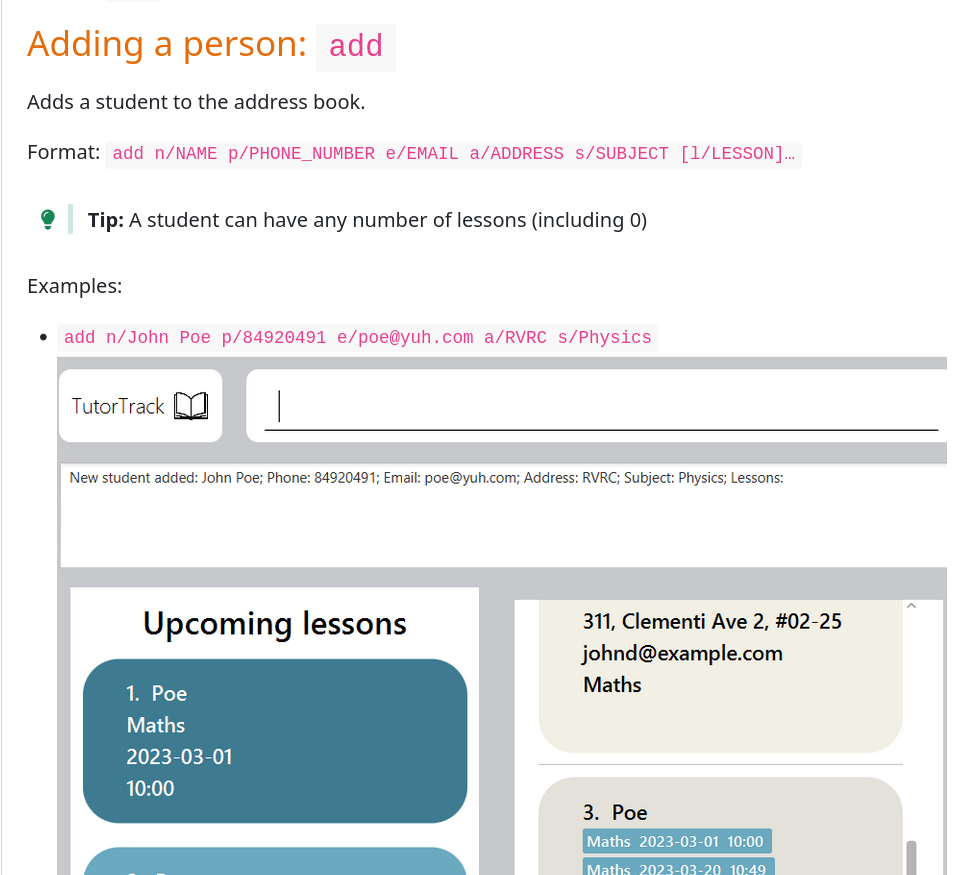 Adding a person: add
Adds a student to the address book.
Format: add n/NAME p/PHONE_NUMBER e/EMAIL a/ADDRESS s/SUBJECT [l/LESSON]…
Tip: A student can have any number of lessons (including 0)
Examples:
add n/John Poe p/84920491 e/poe@yuh.com a/RVRC s/Physics
TutorTrack
New student added: John Poe; Phone: 84920491; Email: poe@yuh.com; Address: RVRC; Subject: Physics; Lessons:
Upcoming lessons
1. Poe
Maths
2023-03-01
10:00
311, Clementi Ave 2, #02-25
johnd@example.com
Maths
3. Poe
Maths 2023-03-01 10:00
Maths 2023-03-20 10:49